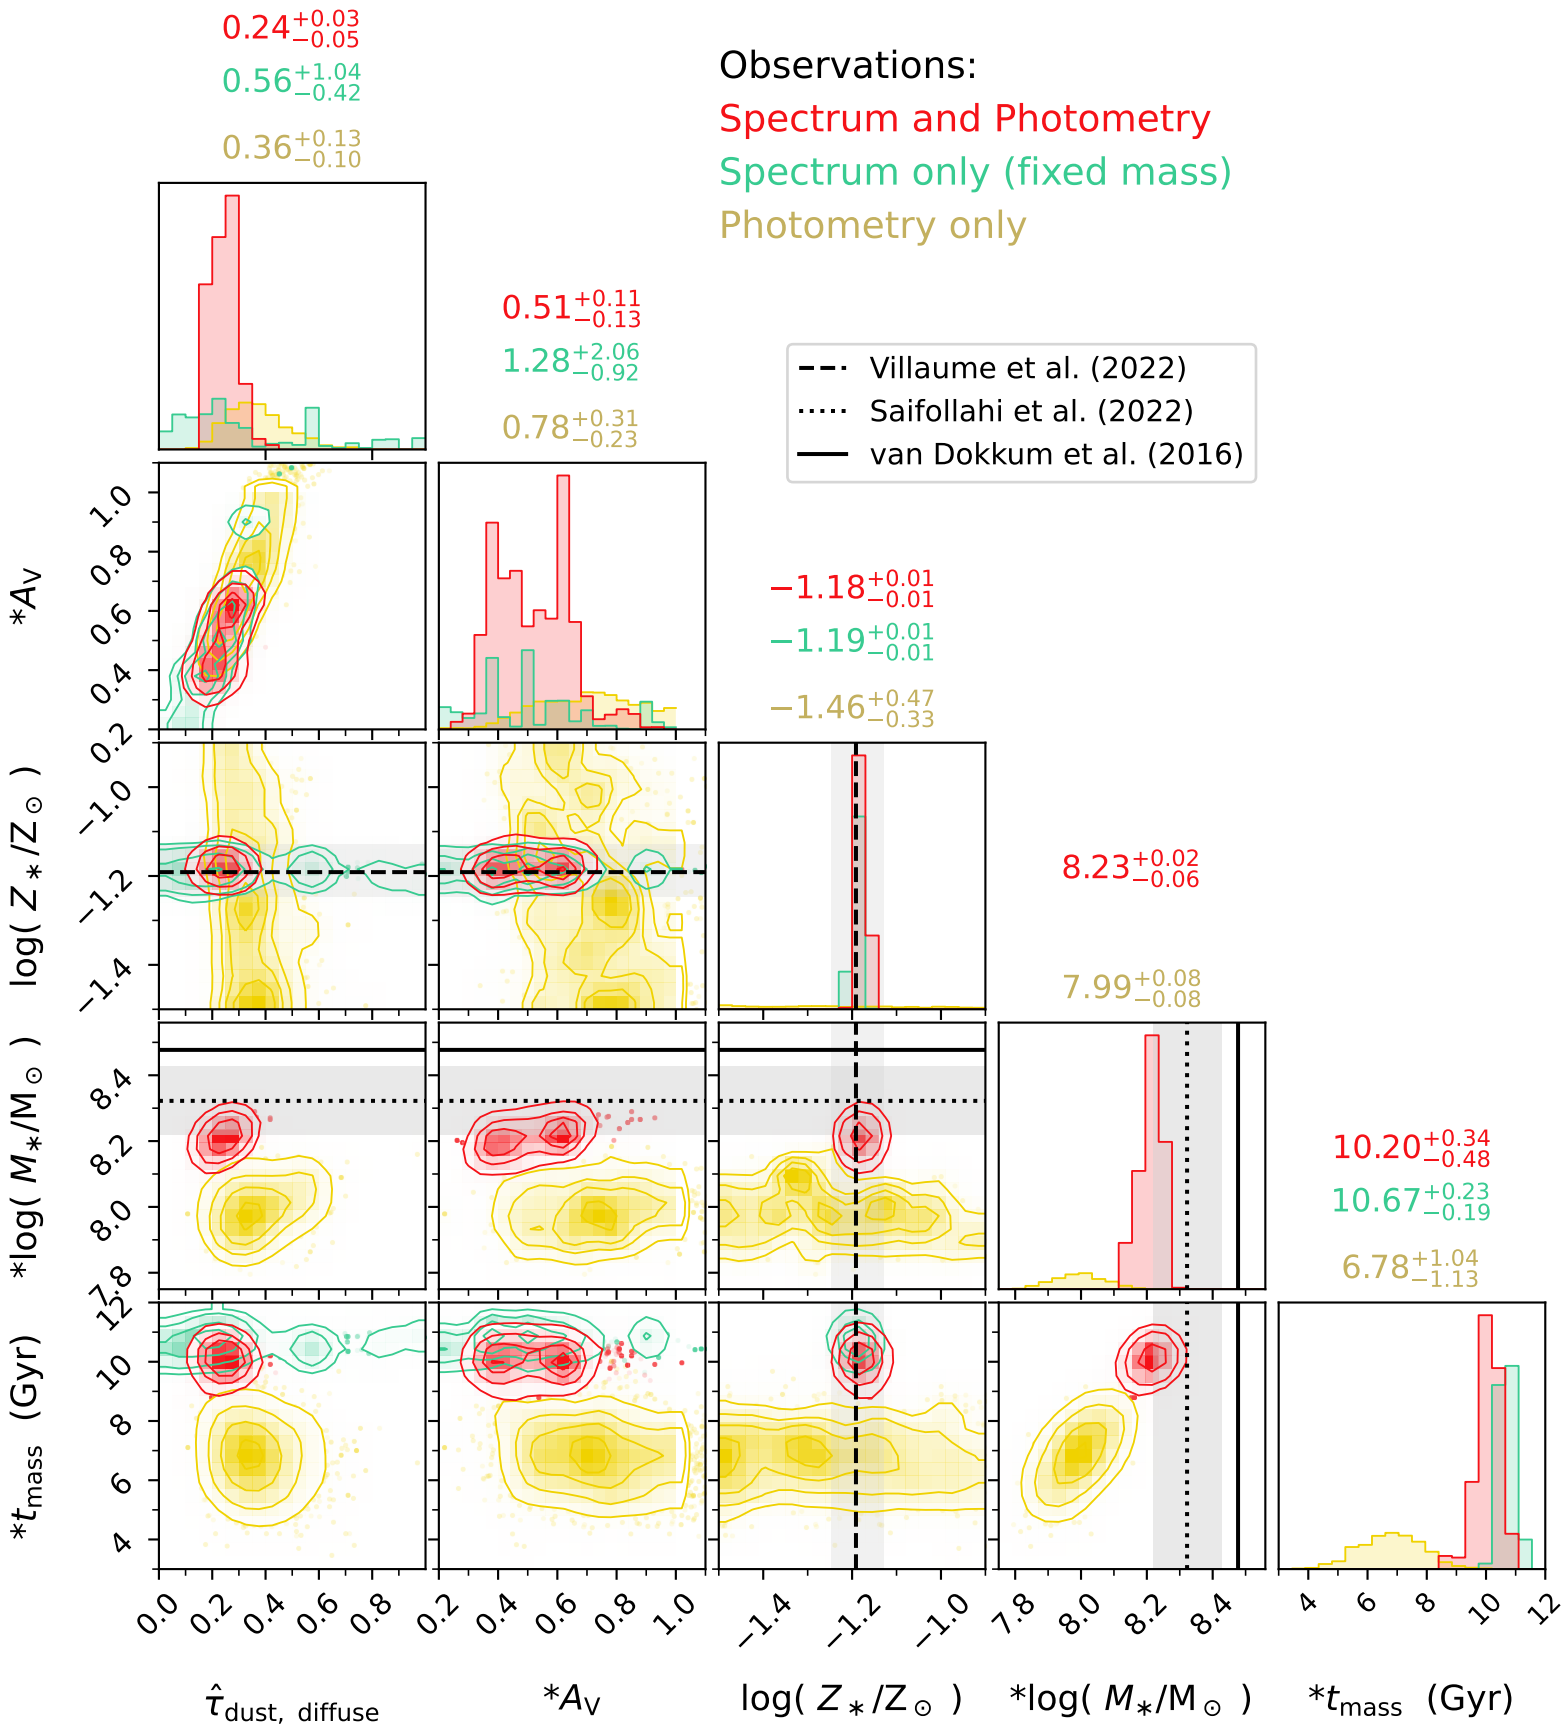 0.24+0.03−0.05
0.56+1.04−0.42
0.36+0.13−0.10
Observations:
Spectrum and Photometry
Spectrum only (fixed mass)
Photometry only
0.51+0.11−0.13
1.28+2.06−0.92
0.78+0.31−0.23
Villaume et al. (2022)
Saifollahi et al. (2022)
van Dokkum et al. (2016)
*AV
1.0
0.8
0.6
0.4
0.2
−1.18+0.01−0.01
−1.19+0.01−0.01
−1.46+0.47−0.33
log( Z∗/Z⊙ )
−1.0
−1.2
−1.4
8.23+0.02−0.06
7.99+0.08−0.08
*log( M∗/M⊙ )
8.4
8.2
8.0
7.8
10.20+0.34−0.48
10.67+0.23−0.19
6.78+1.04−1.13
*tmass (Gyr)
12
10
8
6
4
0.0 0.2 0.4 0.6 0.8
0.2 0.4 0.6 0.8 1.0
−1.4 −1.2 −1.0
7.8 8.0 8.2 8.4
4 6 8 10 12
τ̂dust, diffuse
*AV
log( Z∗/Z⊙ )
*log( M∗/M⊙ )
*tmass (Gyr)